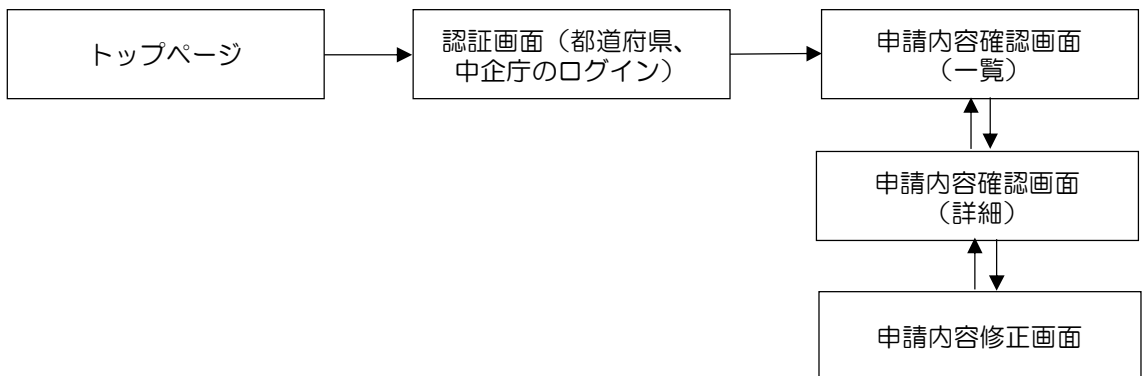 トップページ
認証画面（都道府県、
中企庁のログイン）
申請内容確認画面
（一覧）
申請内容確認画面
（詳細）
申請内容修正画面